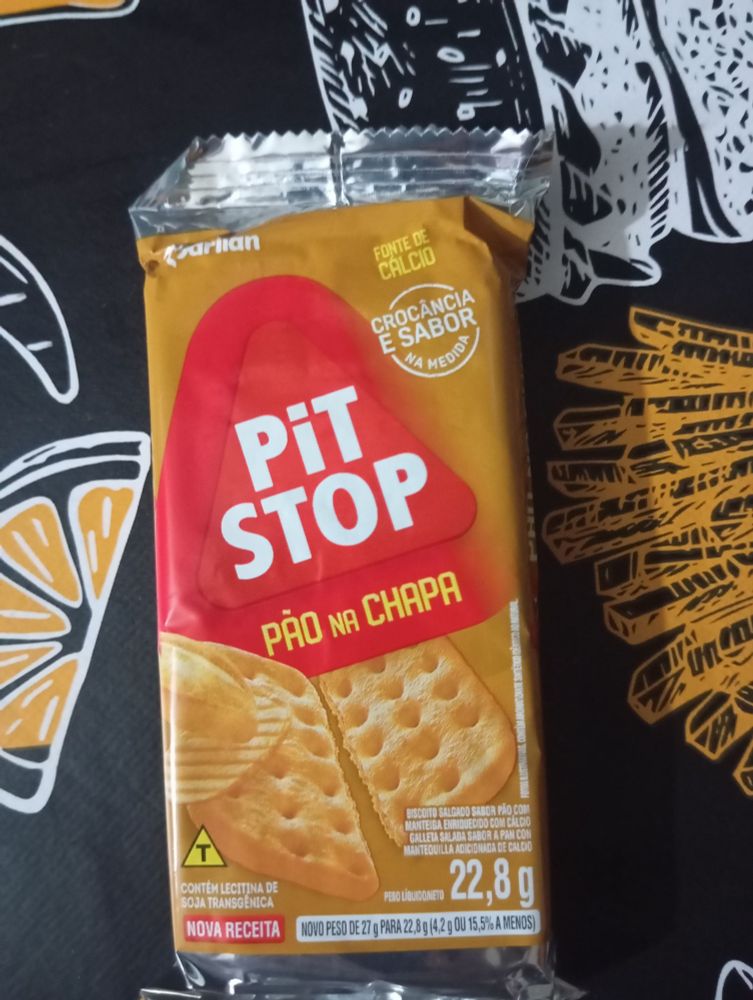 Marilan
FONTE DE
CÁLCIO
CROCÂNCIA
E SABOR
NA MEDIDA
PiT
STOP
PÃO NA CHAPA
BISCOITO SALGADO SABOR PÃO COM
MANTEIGA ENRIQUECIDO COM CÁLCIO
GALLETA SALADA SABOR A PAN CON
MANTEQUILLA ADICIONADA DE CALCIO
PESO LÍQUIDO/NETO 22,8 g
T
CONTÉM LECITINA DE
SOJA TRANSGÊNICA
NOVA RECEITA
NOVO PESO DE 27 g PARA 22,8 g (4,2 g OU 15,5% A MENOS)